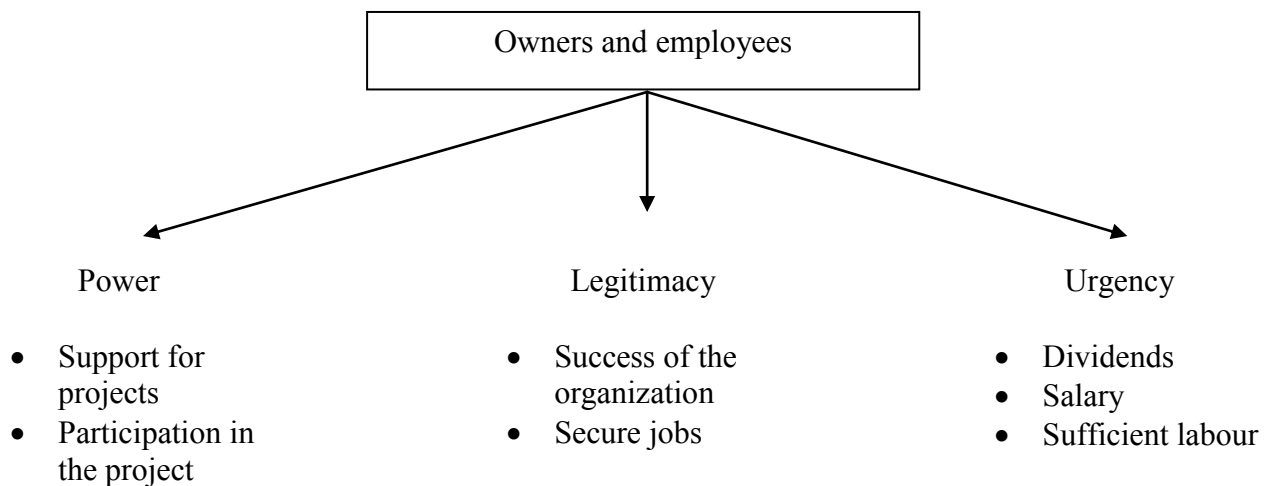 Owners and employees
Power
Legitimacy
Urgency
• Support for
projects
• Participation in
the project
• Success of the
organization
• Secure jobs
• Dividends
• Salary
• Sufficient labour